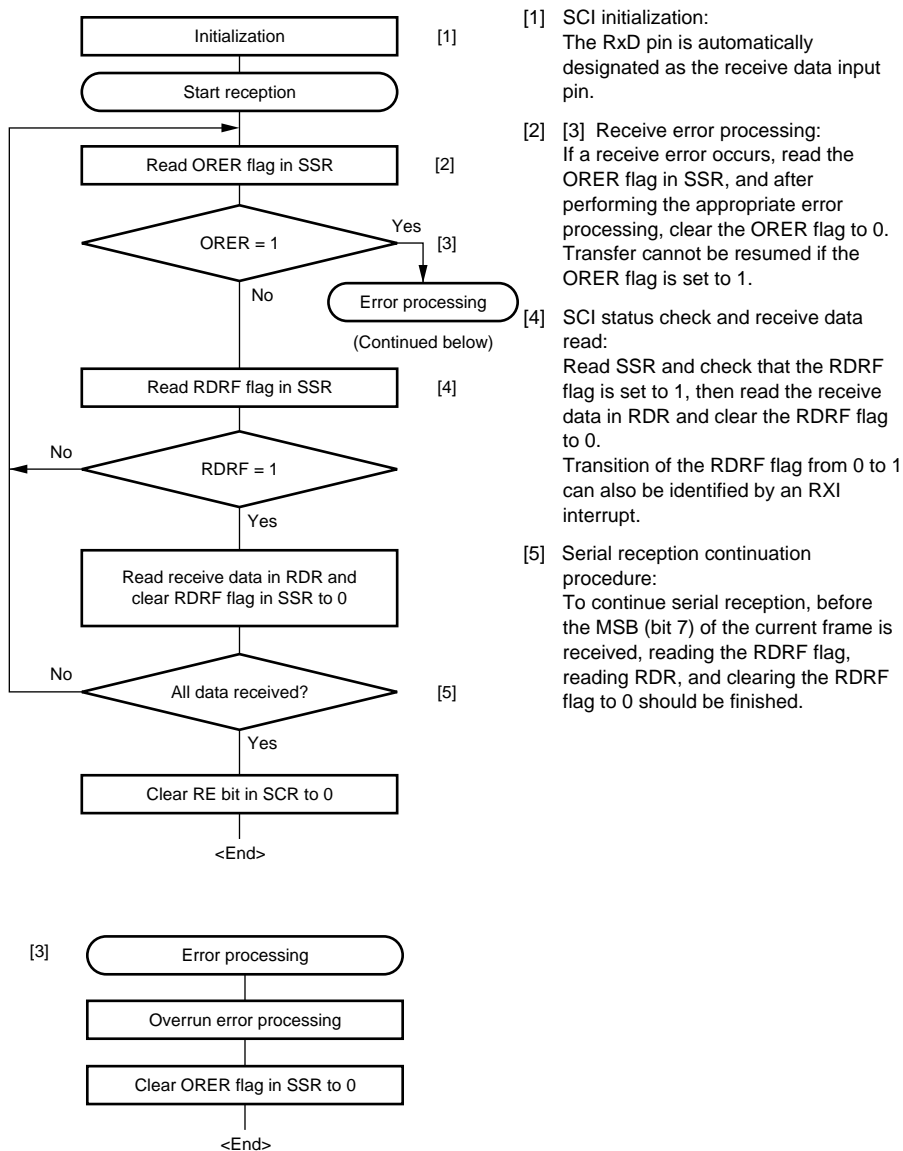 Initialization
[1]
Start reception
Read ORER flag in SSR
[2]
ORER = 1
Yes
[3]
No
Error processing
(Continued below)
Read RDRF flag in SSR
[4]
No
RDRF = 1
Yes
Read receive data in RDR and
clear RDRF flag in SSR to 0
No
All data received?
[5]
Yes
Clear RE bit in SCR to 0
<End>
[3]
Error processing
Overrun error processing
Clear ORER flag in SSR to 0
<End>
[1] SCI initialization:
The RxD pin is automatically
designated as the receive data input
pin.
[2] [3] Receive error processing:
If a receive error occurs, read the
ORER flag in SSR, and after
performing the appropriate error
processing, clear the ORER flag to 0.
Transfer cannot be resumed if the
ORER flag is set to 1.
[4] SCI status check and receive data
read:
Read SSR and check that the RDRF
flag is set to 1, then read the receive
data in RDR and clear the RDRF flag
to 0.
Transition of the RDRF flag from 0 to 1
can also be identified by an RXI
interrupt.
[5] Serial reception continuation
procedure:
To continue serial reception, before
the MSB (bit 7) of the current frame is
received, reading the RDRF flag,
reading RDR, and clearing the RDRF
flag to 0 should be finished.